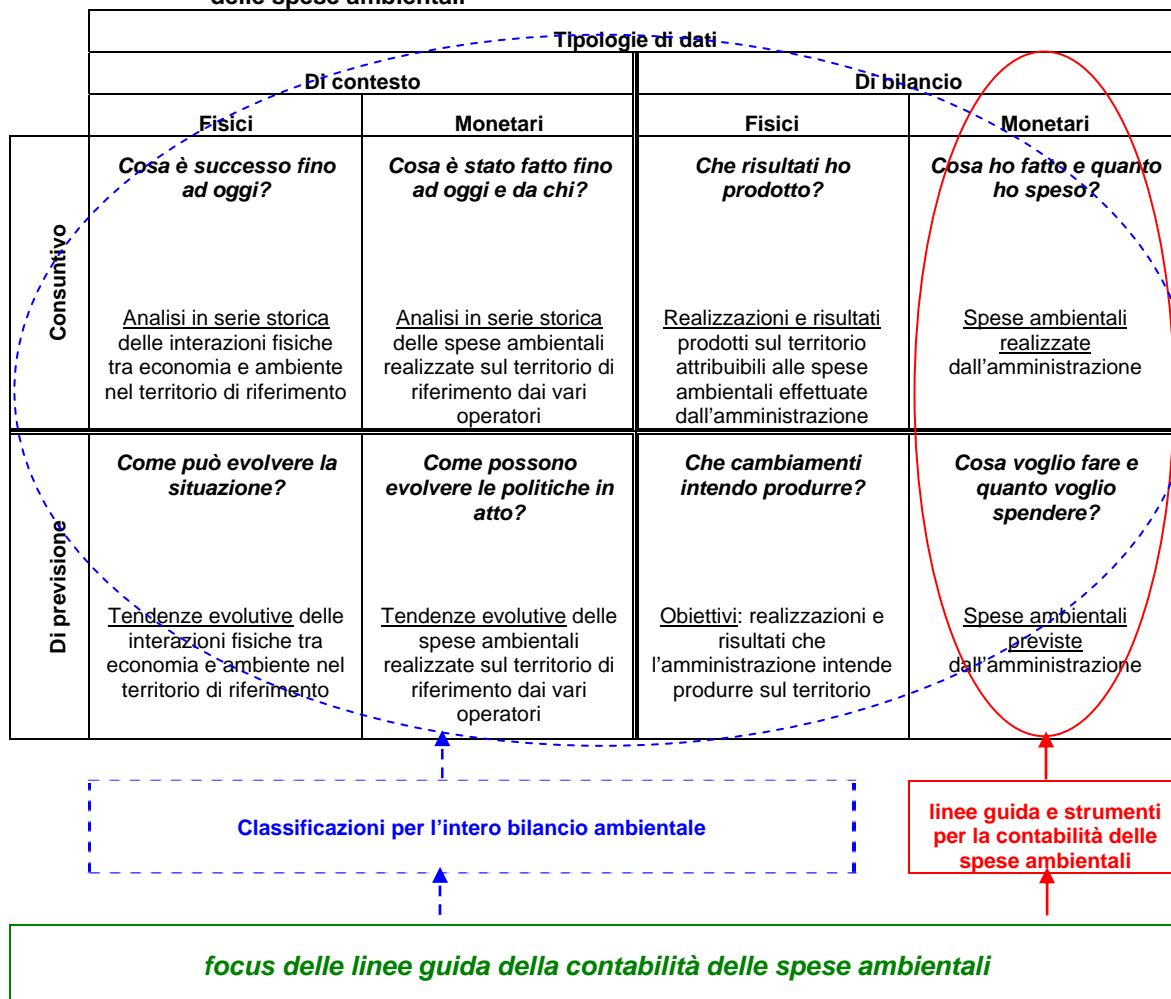 delle spese ambientali
Tipologie di dati
Di contesto
Di bilancio
Fisici
Monetari
Fisici
Monetari
Consuntivo
Cosa è successo fino
ad oggi?
Analisi in serie storica
delle interazioni fisiche
tra economia e ambiente
nel territorio di riferimento
Cosa è stato fatto fino
ad oggi e da chi?
Analisi in serie storica
delle spese ambientali
realizzate sul territorio di
riferimento dai vari
operatori
Che risultati ho
prodotto?
Realizzazioni e risultati
prodotti sul territorio
attribuibili alle spese
ambientali effettuate
dall’amministrazione
Cosa ho fatto e quanto
ho speso?
Spese ambientali
realizzate
dall’amministrazione
Di previsione
Come può evolvere la
situazione?
Tendenze evolutive delle
interazioni fisiche tra
economia e ambiente nel
territorio di riferimento
Come possono
evolvere le politiche in
atto?
Tendenze evolutive delle
spese ambientali
realizzate sul territorio di
riferimento dai vari
operatori
Che cambiamenti
intendo produrre?
Obiettivi: realizzazioni e
risultati che
l’amministrazione intende
produrre sul territorio
Cosa voglio fare e
quanto voglio
spendere?
Spese ambientali
previste
dall’amministrazione
Classificazioni per l’intero bilancio ambientale
linee guida e strumenti
per la contabilità delle
spese ambientali
focus delle linee guida della contabilità delle spese ambientali